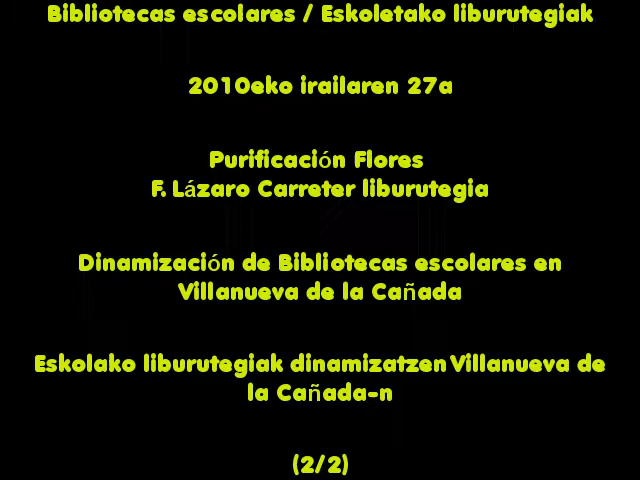 Bibliotecas escolares / Eskoletako liburutegiak
2010eko irailaren 27a
Purificación Flores
F. Lázaro Carreter liburutegia
Dinamización de Bibliotecas escolares en
Villanueva de la Cañada
Eskolako liburutegiak dinamizatzen Villanueva de
la Cañada-n
(2/2)